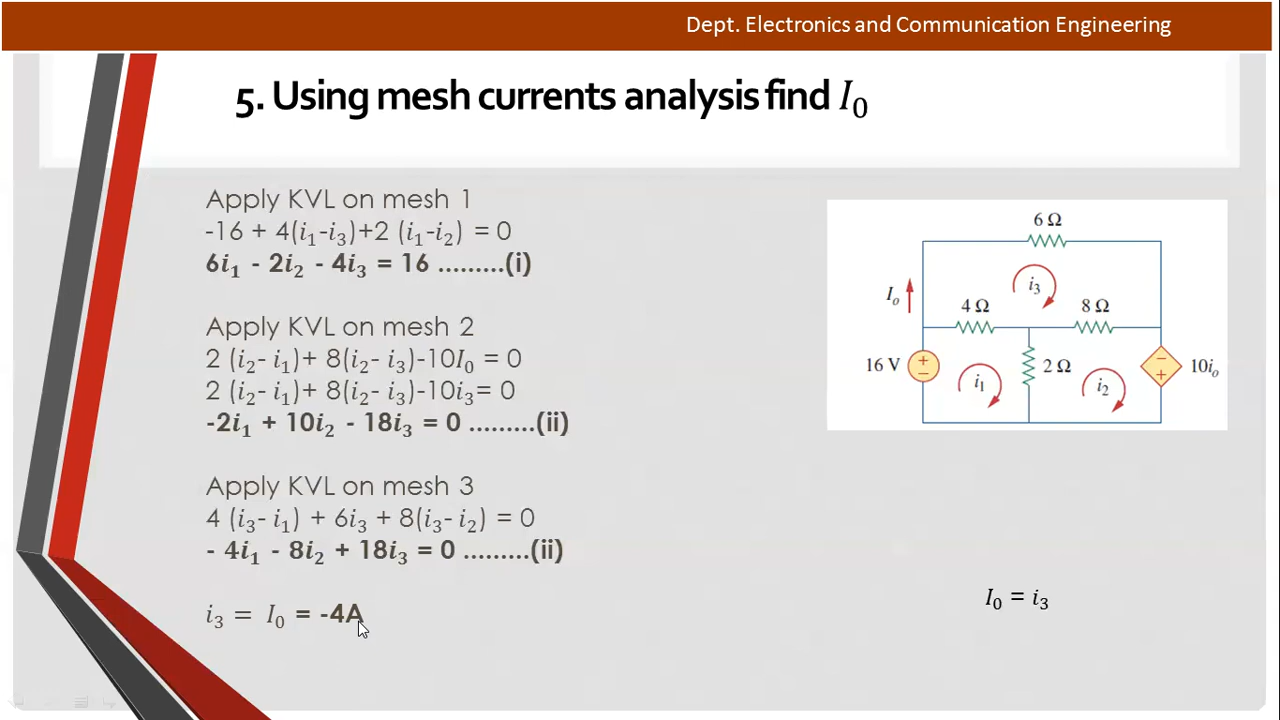 Dept. Electronics and Communication Engineering
5. Using mesh currents analysis find I₀
Apply KVL on mesh 1
-16 + 4(i₁-i₃)+2 (i₁-i₂) = 0
6i₁ - 2i₂ - 4i₃ = 16 .........(i)
Apply KVL on mesh 2
2 (i₂- i₁)+ 8(i₂- i₃)-10I₀ = 0
2 (i₂- i₁)+ 8(i₂- i₃)-10i₃= 0
-2i₁ + 10i₂ - 18i₃ = 0 .........(ii)
Apply KVL on mesh 3
4 (i₃- i₁) + 6i₃ + 8(i₃- i₂) = 0
- 4i₁ - 8i₂ + 18i₃ = 0 .........(ii)
i₃ = I₀ = -4A
6 Ω
Iₒ
i₃
4 Ω
8 Ω
16 V
+
−
i₁
2 Ω
i₂
−
+
10iₒ
I₀ = i₃